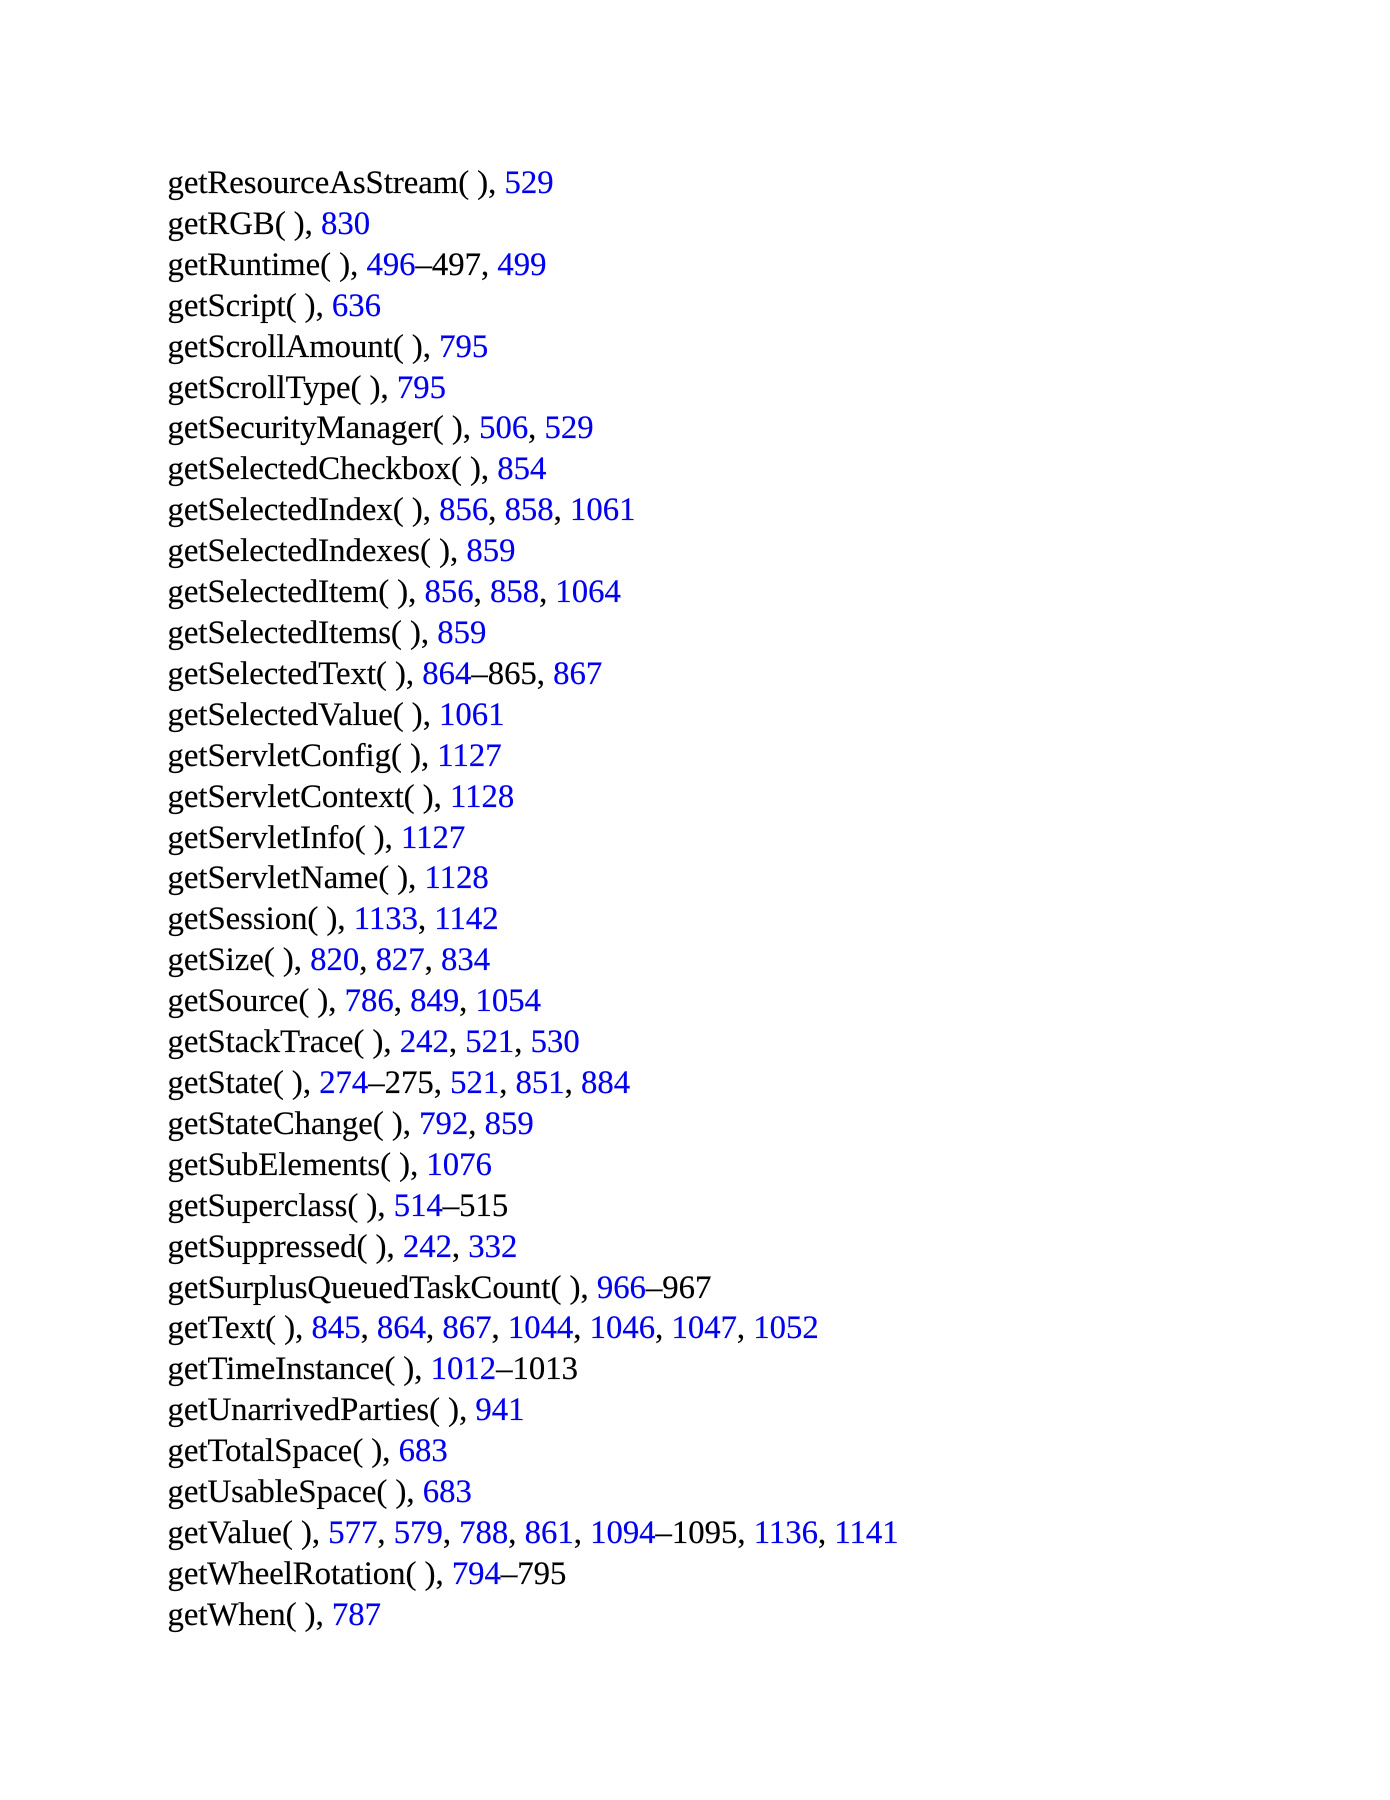 getResourceAsStream( ), 529
getRGB( ), 830
getRuntime( ), 496–497, 499
getScript( ), 636
getScrollAmount( ), 795
getScrollType( ), 795
getSecurityManager( ), 506, 529
getSelectedCheckbox( ), 854
getSelectedIndex( ), 856, 858, 1061
getSelectedIndexes( ), 859
getSelectedItem( ), 856, 858, 1064
getSelectedItems( ), 859
getSelectedText( ), 864–865, 867
getSelectedValue( ), 1061
getServletConfig( ), 1127
getServletContext( ), 1128
getServletInfo( ), 1127
getServletName( ), 1128
getSession( ), 1133, 1142
getSize( ), 820, 827, 834
getSource( ), 786, 849, 1054
getStackTrace( ), 242, 521, 530
getState( ), 274–275, 521, 851, 884
getStateChange( ), 792, 859
getSubElements( ), 1076
getSuperclass( ), 514–515
getSuppressed( ), 242, 332
getSurplusQueuedTaskCount( ), 966–967
getText( ), 845, 864, 867, 1044, 1046, 1047, 1052
getTimeInstance( ), 1012–1013
getUnarrivedParties( ), 941
getTotalSpace( ), 683
getUsableSpace( ), 683
getValue( ), 577, 579, 788, 861, 1094–1095, 1136, 1141
getWheelRotation( ), 794–795
getWhen( ), 787